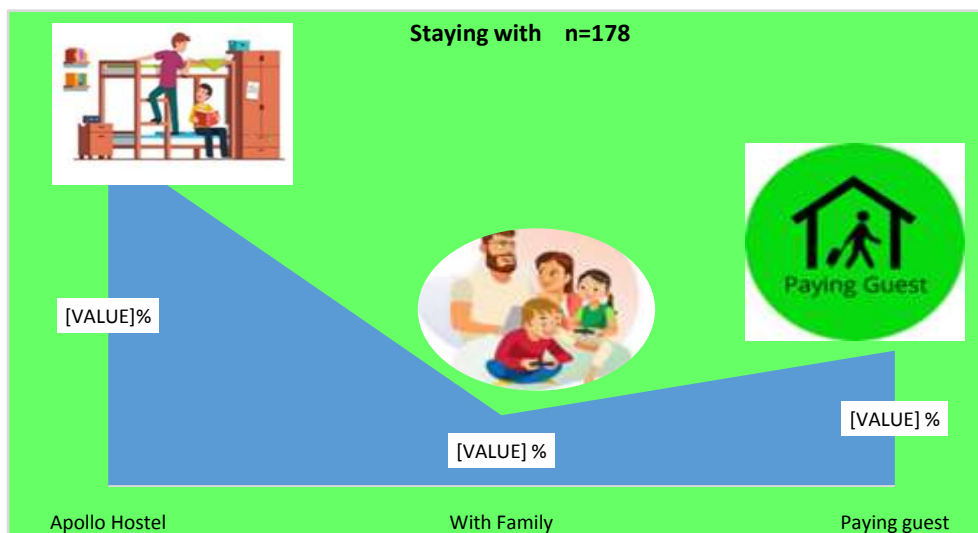 Staying with n=178
Paying Guest
[VALUE]%
[VALUE] %
[VALUE] %
Apollo Hostel
With Family
Paying guest